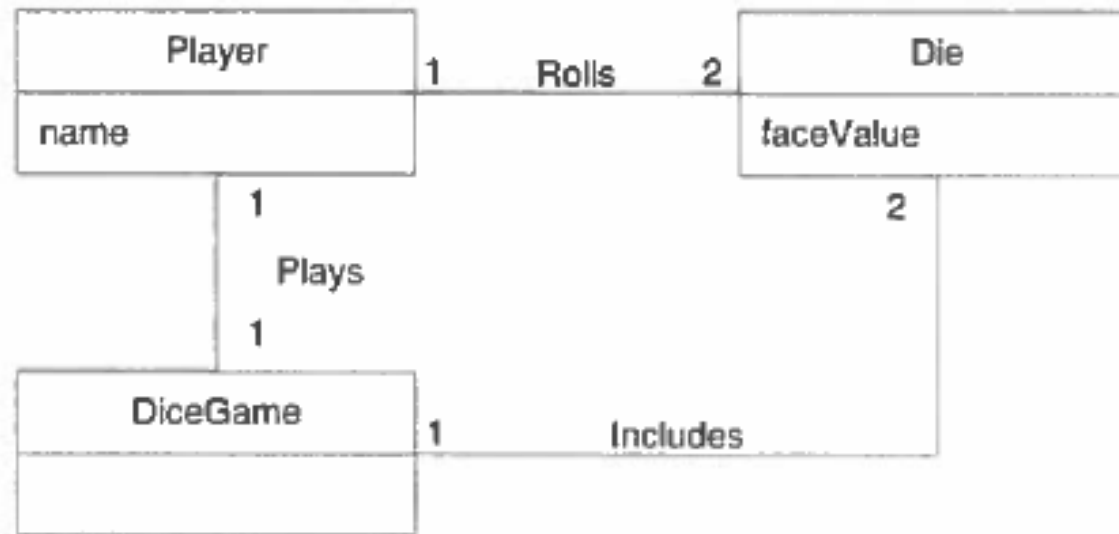 Player
name
1 Rolls 2
Die
faceValue
1
Plays
1
2
DiceGame
1 Includes